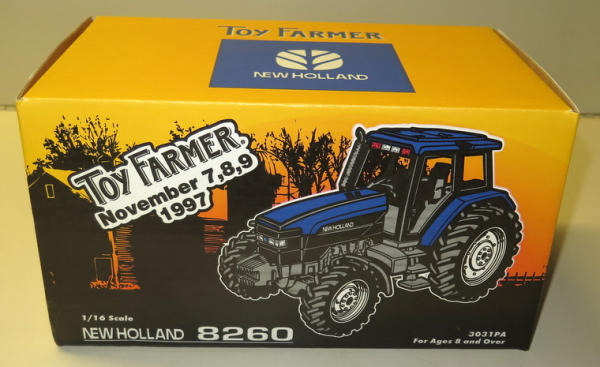 TOY FARMER
NEW HOLLAND
TOY FARMER
November 7,8,9
1997
NEW HOLLAND
1/16 Scale
NEW HOLLAND 8260
3031PA
For Ages 8 and Over